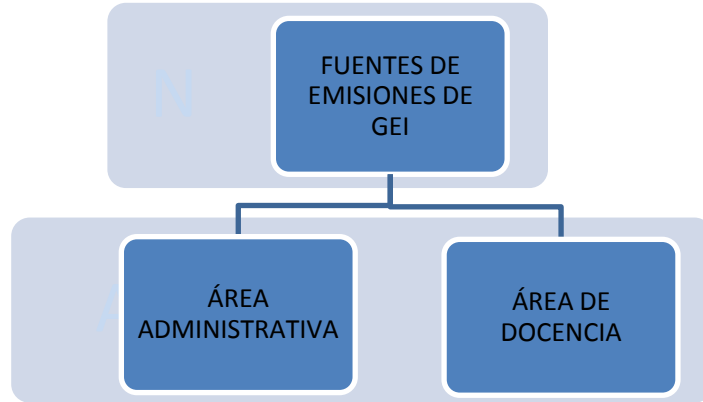 N
FUENTES DE
EMISIONES DE
GEI
A
ÁREA
ADMINISTRATIVA
ÁREA DE
DOCENCIA